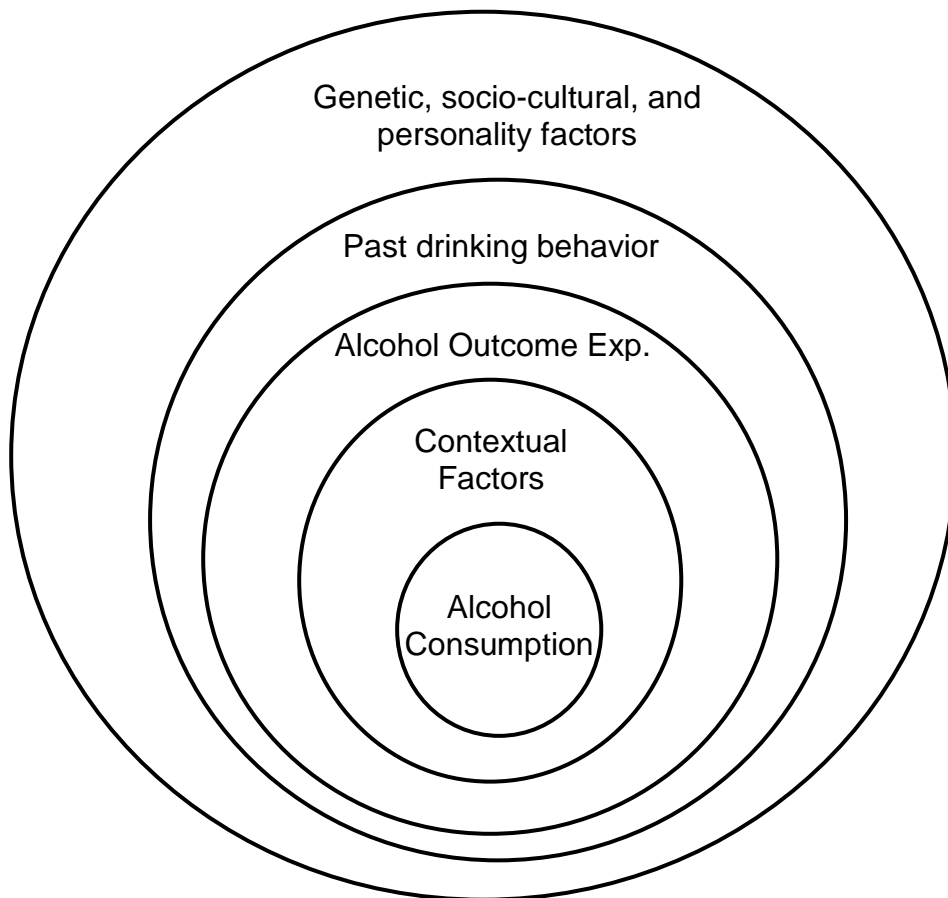 Genetic, socio-cultural, and
personality factors
Past drinking behavior
Alcohol Outcome Exp.
Contextual
Factors
Alcohol
Consumption